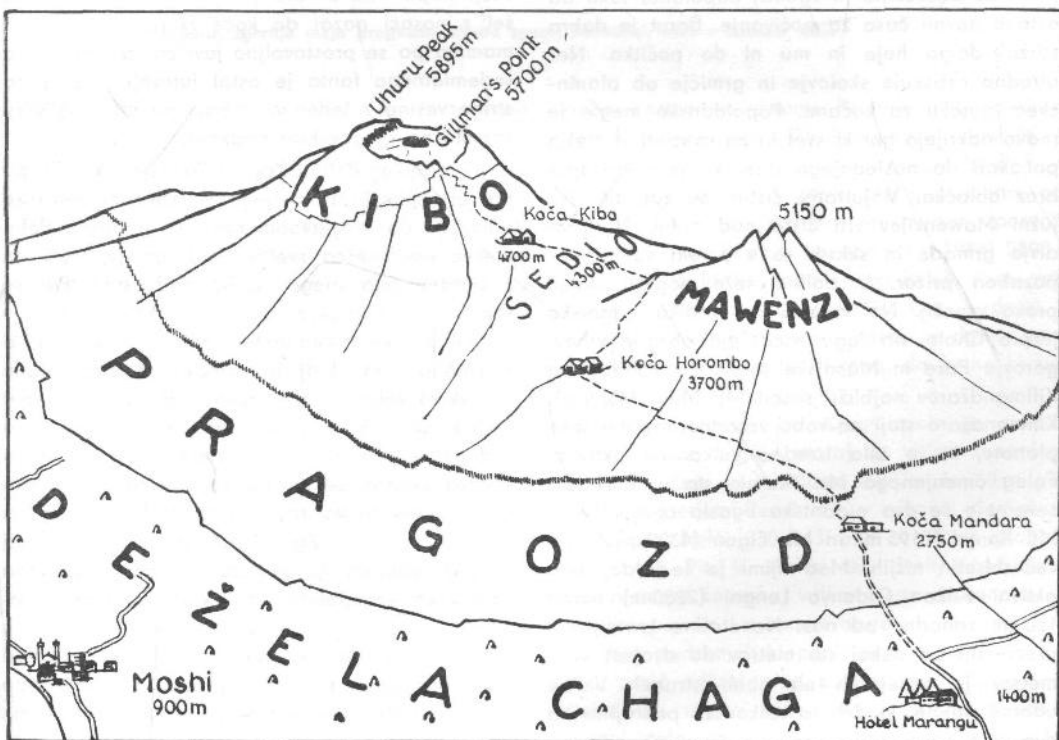 Uhuru Peak
5895 m
Gillman's point
5700 m
KIBO
Koča Kibo
4700 m
SEDLO
4300 m
5150 m
MAWENZI
Koča Horombo
3700 m
PRAGOZD
Koča Mandara
2750 m
DEŽELA CHAGA
Moshi
900 m
1400 m
Hotel Marangu